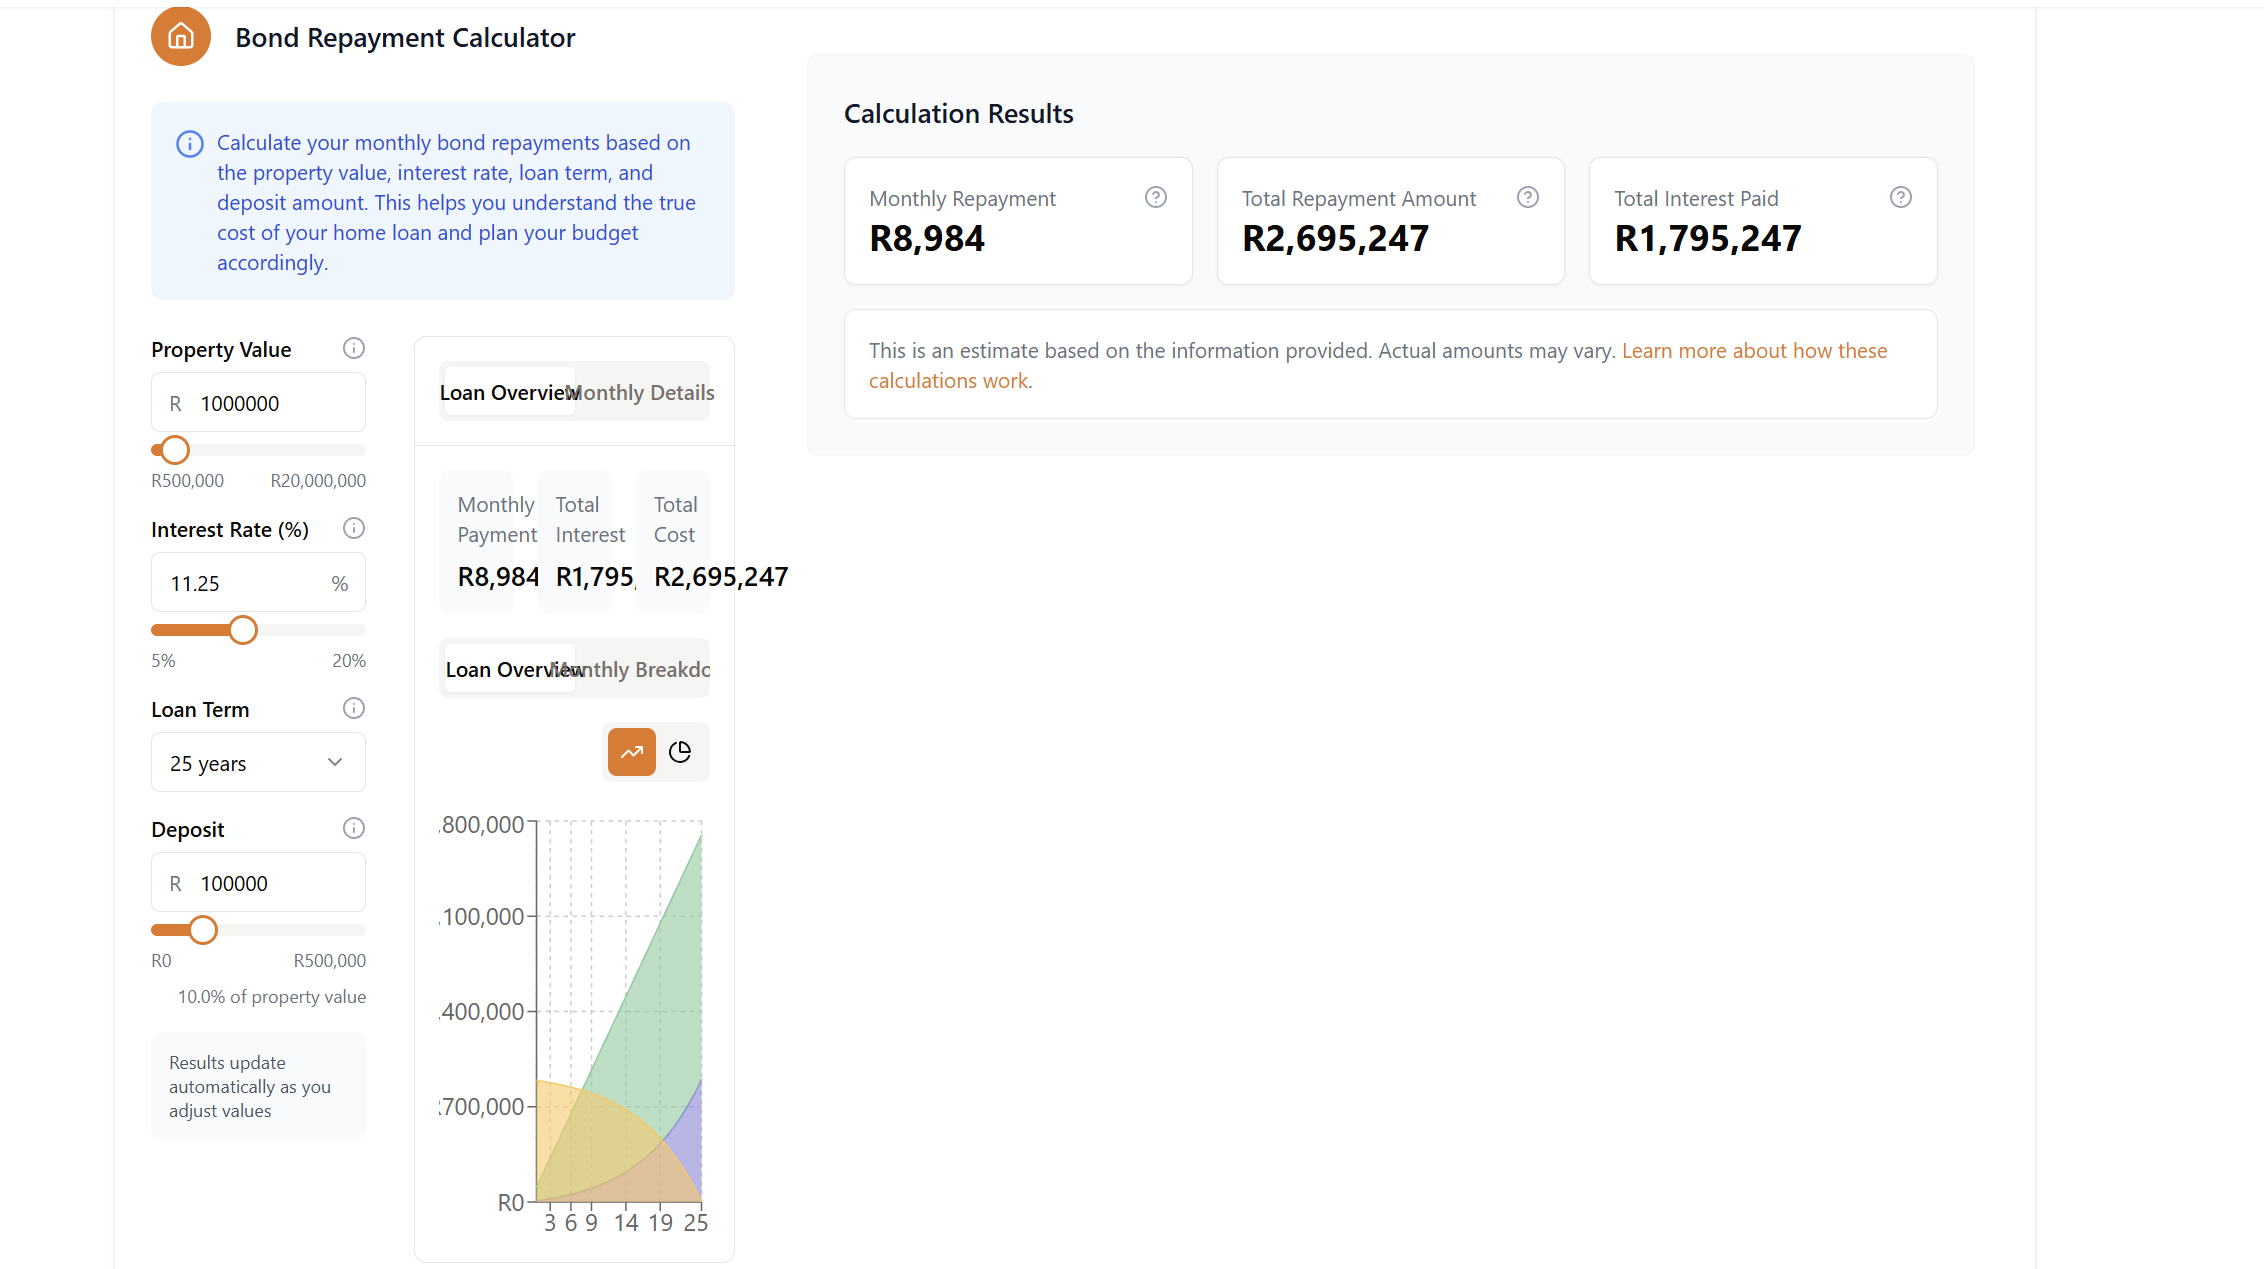 Bond Repayment Calculator
Calculate your monthly bond repayments based on
the property value, interest rate, loan term, and
deposit amount. This helps you understand the true
cost of your home loan and plan your budget
accordingly.
Property Value
R 1000000
R500,000 R20,000,000
Interest Rate (%)
11.25 %
5% 20%
Loan Term
25 years
Deposit
R 100000
R0 R500,000
10.0% of property value
Results update
automatically as you
adjust values
Loan Overview Monthly Details
Monthly Total Total
Payment Interest Cost
R8,984 R1,795, R2,695,247
Loan Overview Monthly Breakdo
,800,000
,100,000
,400,000
700,000
R0
3 6 9 14 19 25
Calculation Results
Monthly Repayment
R8,984
Total Repayment Amount
R2,695,247
Total Interest Paid
R1,795,247
This is an estimate based on the information provided. Actual amounts may vary. Learn more about how these
calculations work.